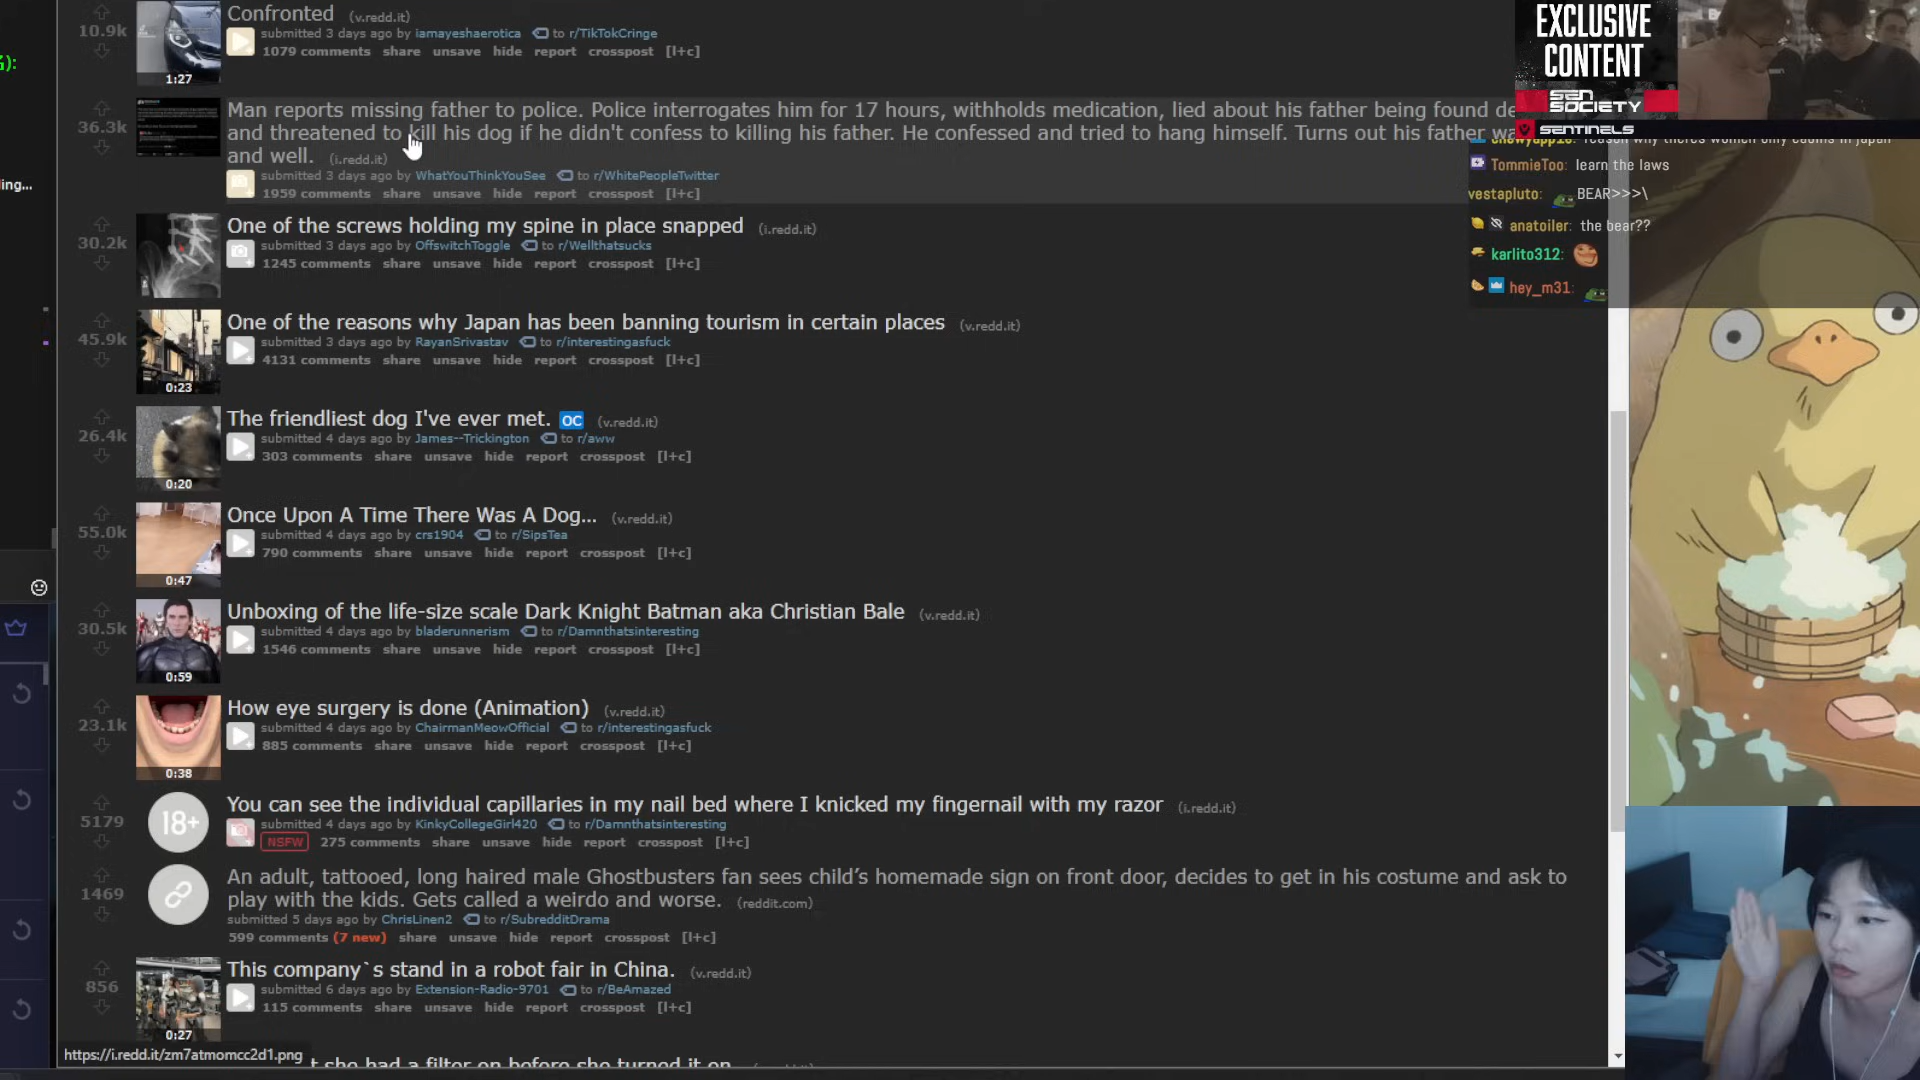 Confronted (v.redd.it)
10.9k
submitted 3 days ago by iamayeshaerotica to r/TikTokCringe
1079 comments share unsave hide report crosspost [l+c]
1:27
EXCLUSIVE
CONTENT
SEN
SOCIETY
SENTINELS
Man reports missing father to police. Police interrogates him for 17 hours, withholds medication, lied about his father being found de
36.3k
and threatened to kill his dog if he didn't confess to killing his father. He confessed and tried to hang himself. Turns out his father wa
and well. (i.redd.it)
submitted 3 days ago by WhatYouThinkYouSee to r/WhitePeopleTwitter
1959 comments share unsave hide report crosspost [l+c]
TommieToo: learn the laws
vestapluto: BEAR>>>\
anatoiler: the bear??
karlito312:
hey_m31:
ing...
One of the screws holding my spine in place snapped (i.redd.it)
30.2k
submitted 3 days ago by OffswitchToggle to r/Wellthatsucks
1245 comments share unsave hide report crosspost [l+c]
One of the reasons why Japan has been banning tourism in certain places (v.redd.it)
45.9k
submitted 3 days ago by RayanSrivastav to r/interestingasfuck
4131 comments share unsave hide report crosspost [l+c]
0:23
The friendliest dog I've ever met. OC (v.redd.it)
26.4k
submitted 4 days ago by James--Trickington to r/aww
303 comments share unsave hide report crosspost [l+c]
0:20
Once Upon A Time There Was A Dog... (v.redd.it)
55.0k
submitted 4 days ago by crs1904 to r/SipsTea
790 comments share unsave hide report crosspost [l+c]
0:47
Unboxing of the life-size scale Dark Knight Batman aka Christian Bale (v.redd.it)
30.5k
submitted 4 days ago by bladerunnerism to r/Damnthatsinteresting
1546 comments share unsave hide report crosspost [l+c]
0:59
How eye surgery is done (Animation) (v.redd.it)
23.1k
submitted 4 days ago by ChairmanMeowOfficial to r/interestingasfuck
885 comments share unsave hide report crosspost [l+c]
0:38
You can see the individual capillaries in my nail bed where I knicked my fingernail with my razor (i.redd.it)
5179
18+
submitted 4 days ago by KinkyCollegeGirl420 to r/Damnthatsinteresting
NSFW 275 comments share unsave hide report crosspost [l+c]
An adult, tattooed, long haired male Ghostbusters fan sees child’s homemade sign on front door, decides to get in his costume and ask to
1469
play with the kids. Gets called a weirdo and worse. (reddit.com)
submitted 5 days ago by ChrisLinen2 to r/SubredditDrama
599 comments (7 new) share unsave hide report crosspost [l+c]
This company`s stand in a robot fair in China. (v.redd.it)
856
submitted 6 days ago by Extension-Radio-9701 to r/BeAmazed
115 comments share unsave hide report crosspost [l+c]
0:27
https://i.redd.it/zm7atmomcc2d1.png
t she had a filter on before she turned it on